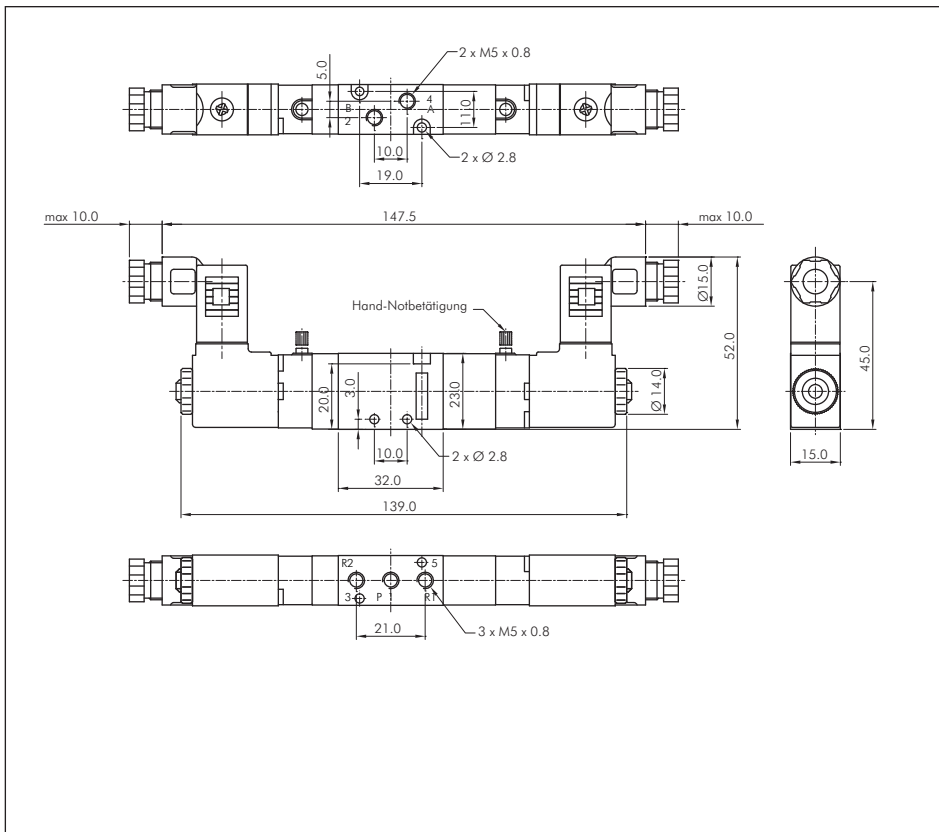 2 x M5 x 0.8
5.0
B
4
A
2
11.0
10.0
2 x Ø 2.8
19.0
max 10.0
147.5
max 10.0
Ø15.0
Hand-Notbetätigung
52.0
45.0
20.0
3.0
23.0
Ø 14.0
10.0
2 x Ø 2.8
32.0
15.0
139.0
R2
5
3
P 1
R1
21.0
3 x M5 x 0.8